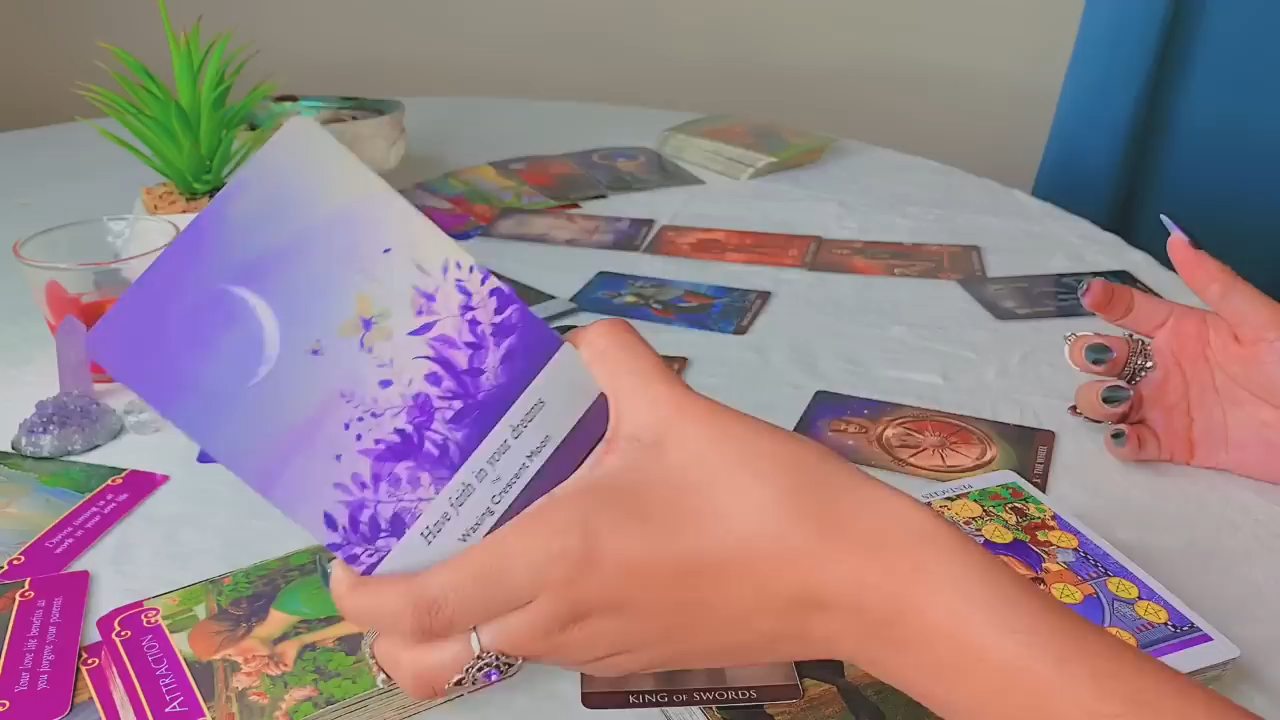 Have faith in your dreams
Waxing Crescent Moon
Divine timing is at
work in your love life.
Your love life benefits as
you forgive your parents.
ATTRACTION
KING OF SWORDS
PENTACLES
THE WHEEL